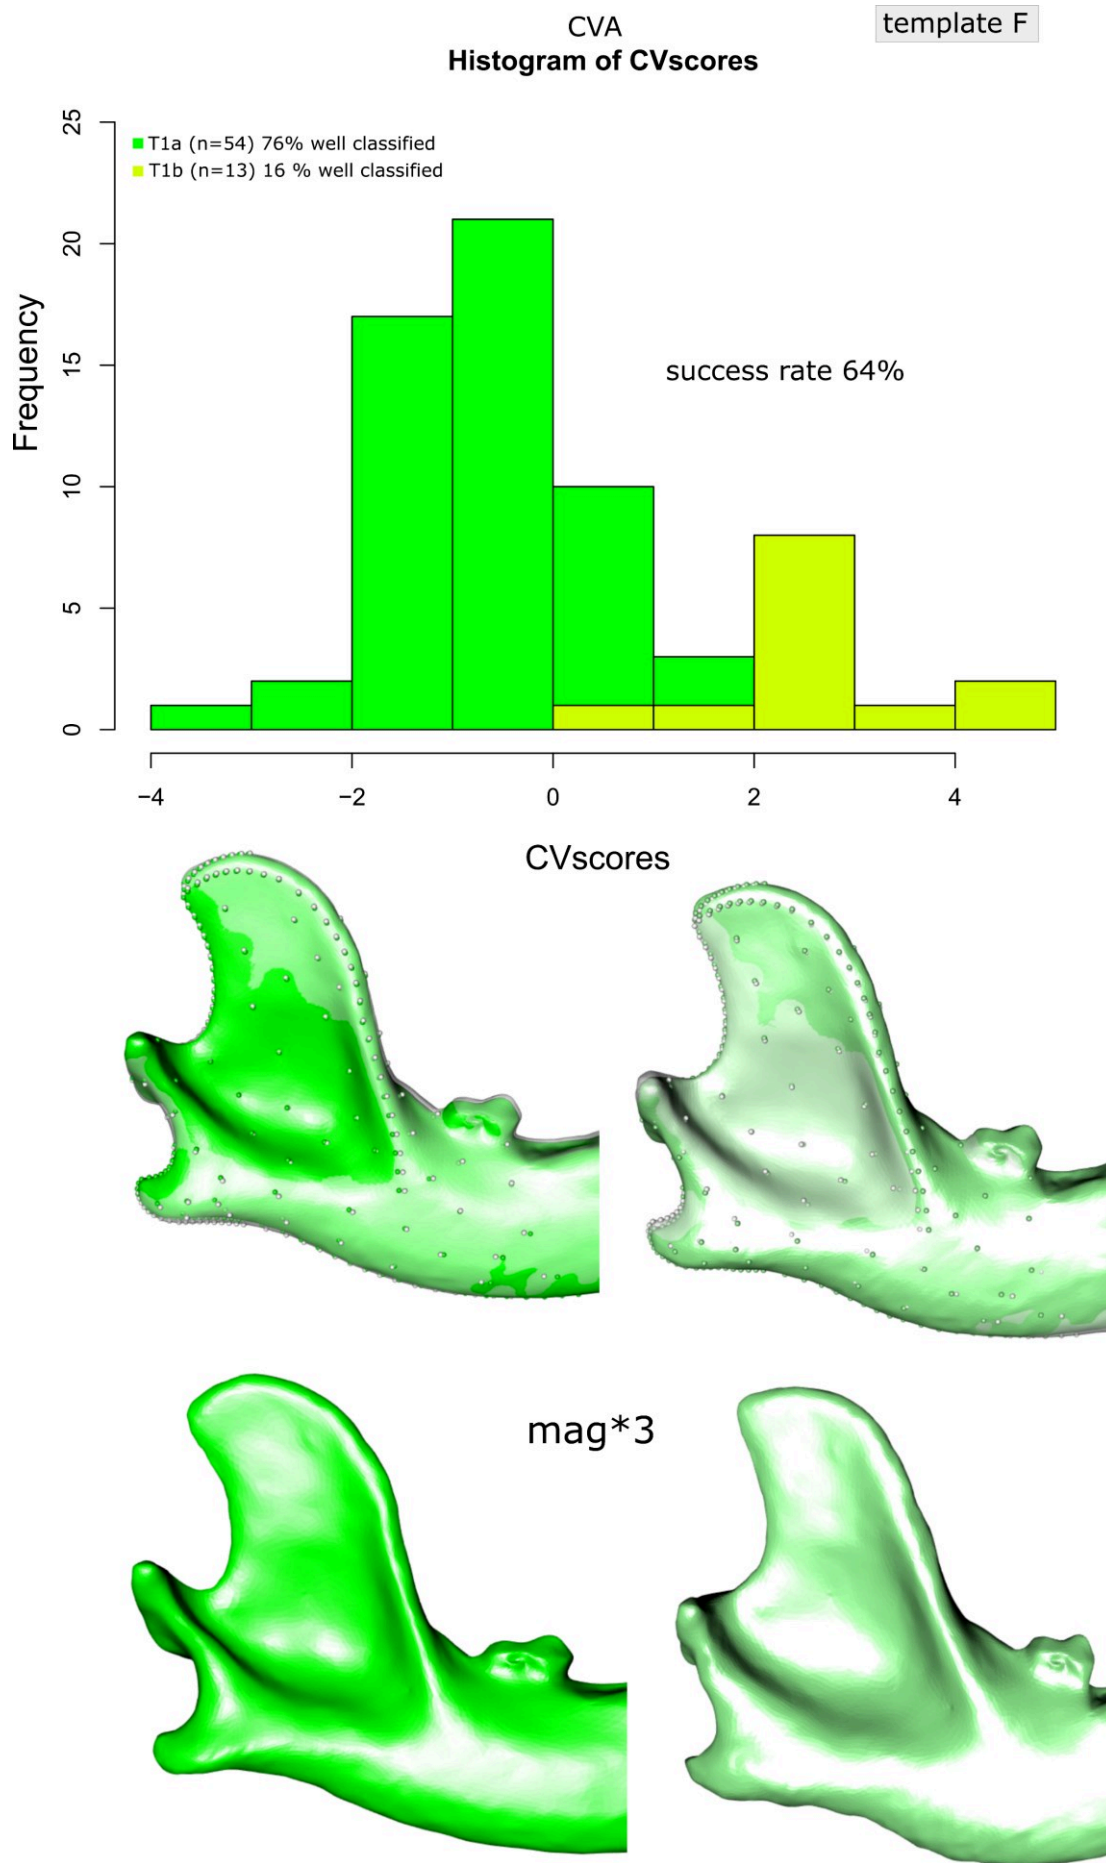 CVA
template F
Histogram of CVscores
25
T1a (n=54) 76% well classified
T1b (n=13) 16 % well classified
20
Frequency
15
success rate 64%
10
5
0
−4 −2 0 2 4
CVscores
mag*3